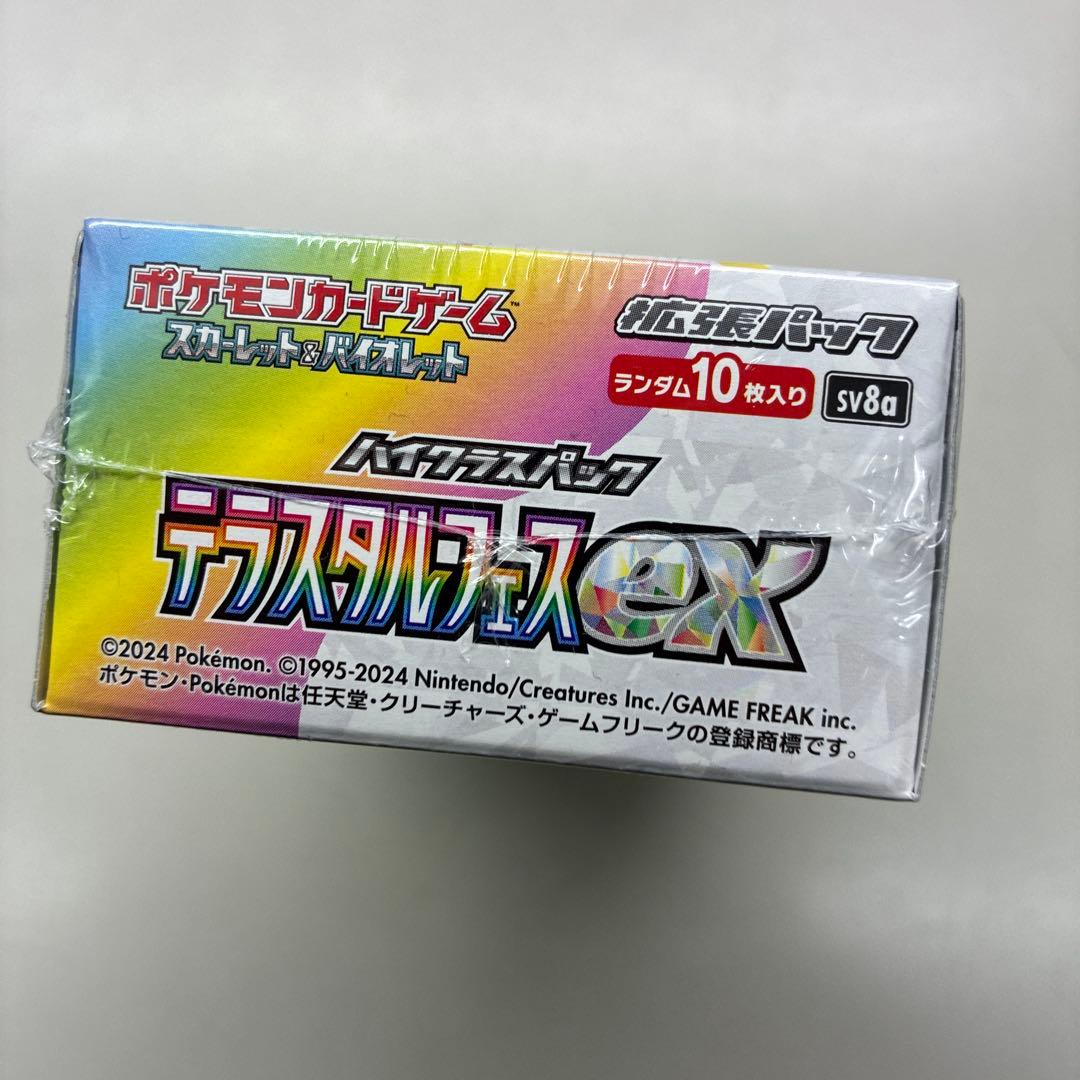 ポケモンカードゲーム™
スカーレット&バイオレット
拡張パック
ランダム10枚入り
sv8a
ハイクラスパック
テラスタルフェスex
©2024 Pokémon. ©1995-2024 Nintendo/Creatures Inc./GAME FREAK inc.
ポケモン・Pokémonは任天堂・クリーチャーズ・ゲームフリークの登録商標です。